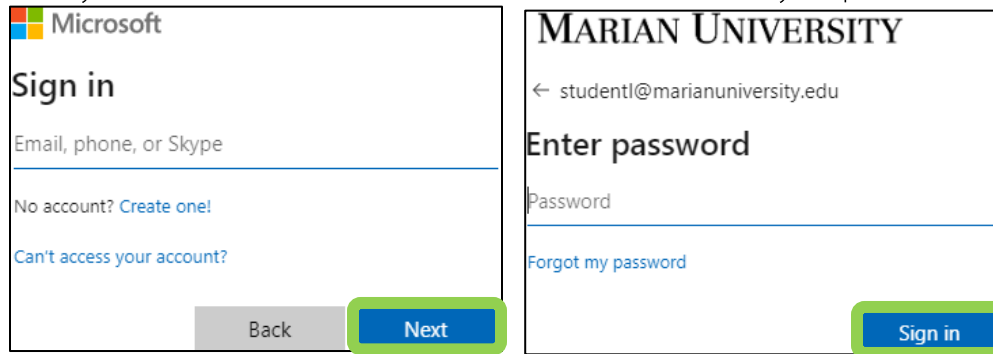 Microsoft
Sign in
Email, phone, or Skype
No account? Create one!
Can't access your account?
Back Next
MARIAN UNIVERSITY
← studentl@marianuniversity.edu
Enter password
Password
Forgot my password
Sign in